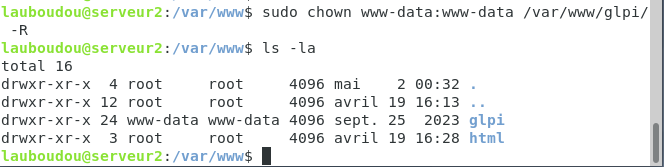 lauboudou@serveur2:/var/www$ sudo chown www-data:www-data /var/www/glpi/
 -R
lauboudou@serveur2:/var/www$ ls -la
total 16
drwxr-xr-x  4 root     root     4096 mai    2 00:32 .
drwxr-xr-x 12 root     root     4096 avril 19 16:13 ..
drwxr-xr-x 24 www-data www-data 4096 sept. 25  2023 glpi
drwxr-xr-x  3 root     root     4096 avril 19 16:28 html
lauboudou@serveur2:/var/www$